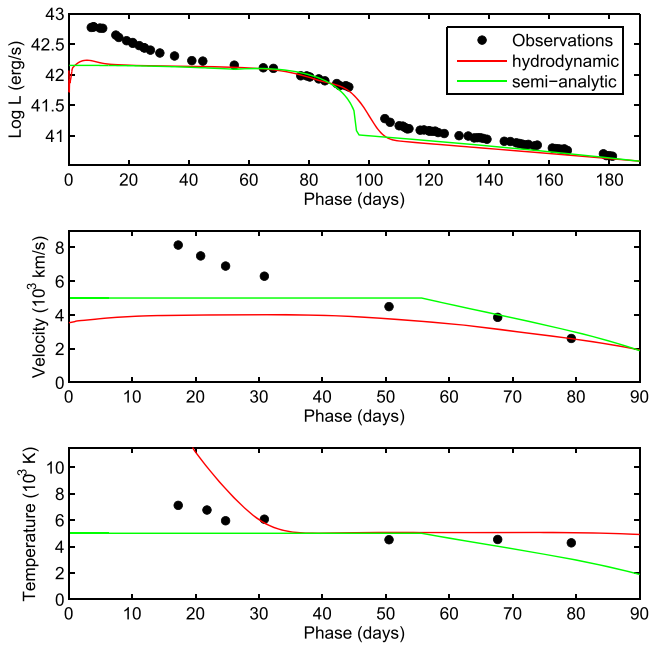 43
42.5
42
41.5
41
Log L (erg/s)
Observations
hydrodynamic
semi−analytic
0 20 40 60 80 100 120 140 160 180
Phase (days)
8
6
4
2
0
Velocity (10³ km/s)
0 10 20 30 40 50 60 70 80 90
Phase (days)
10
8
6
4
2
0
Temperature (10³ K)
0 10 20 30 40 50 60 70 80 90
Phase (days)